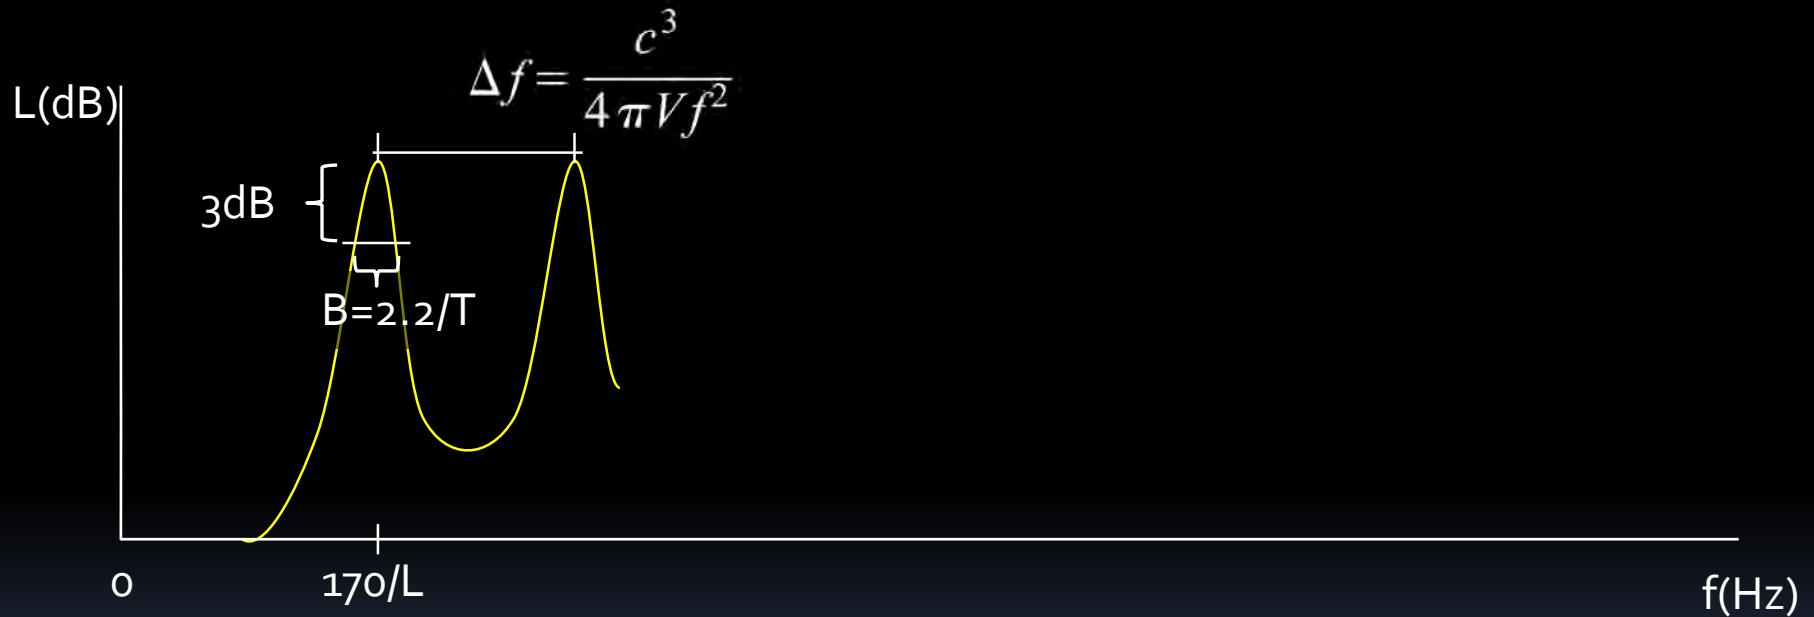 Δf = c³ / 4πVf²
L(dB)
3dB
B=2.2/T
0
170/L
f(Hz)